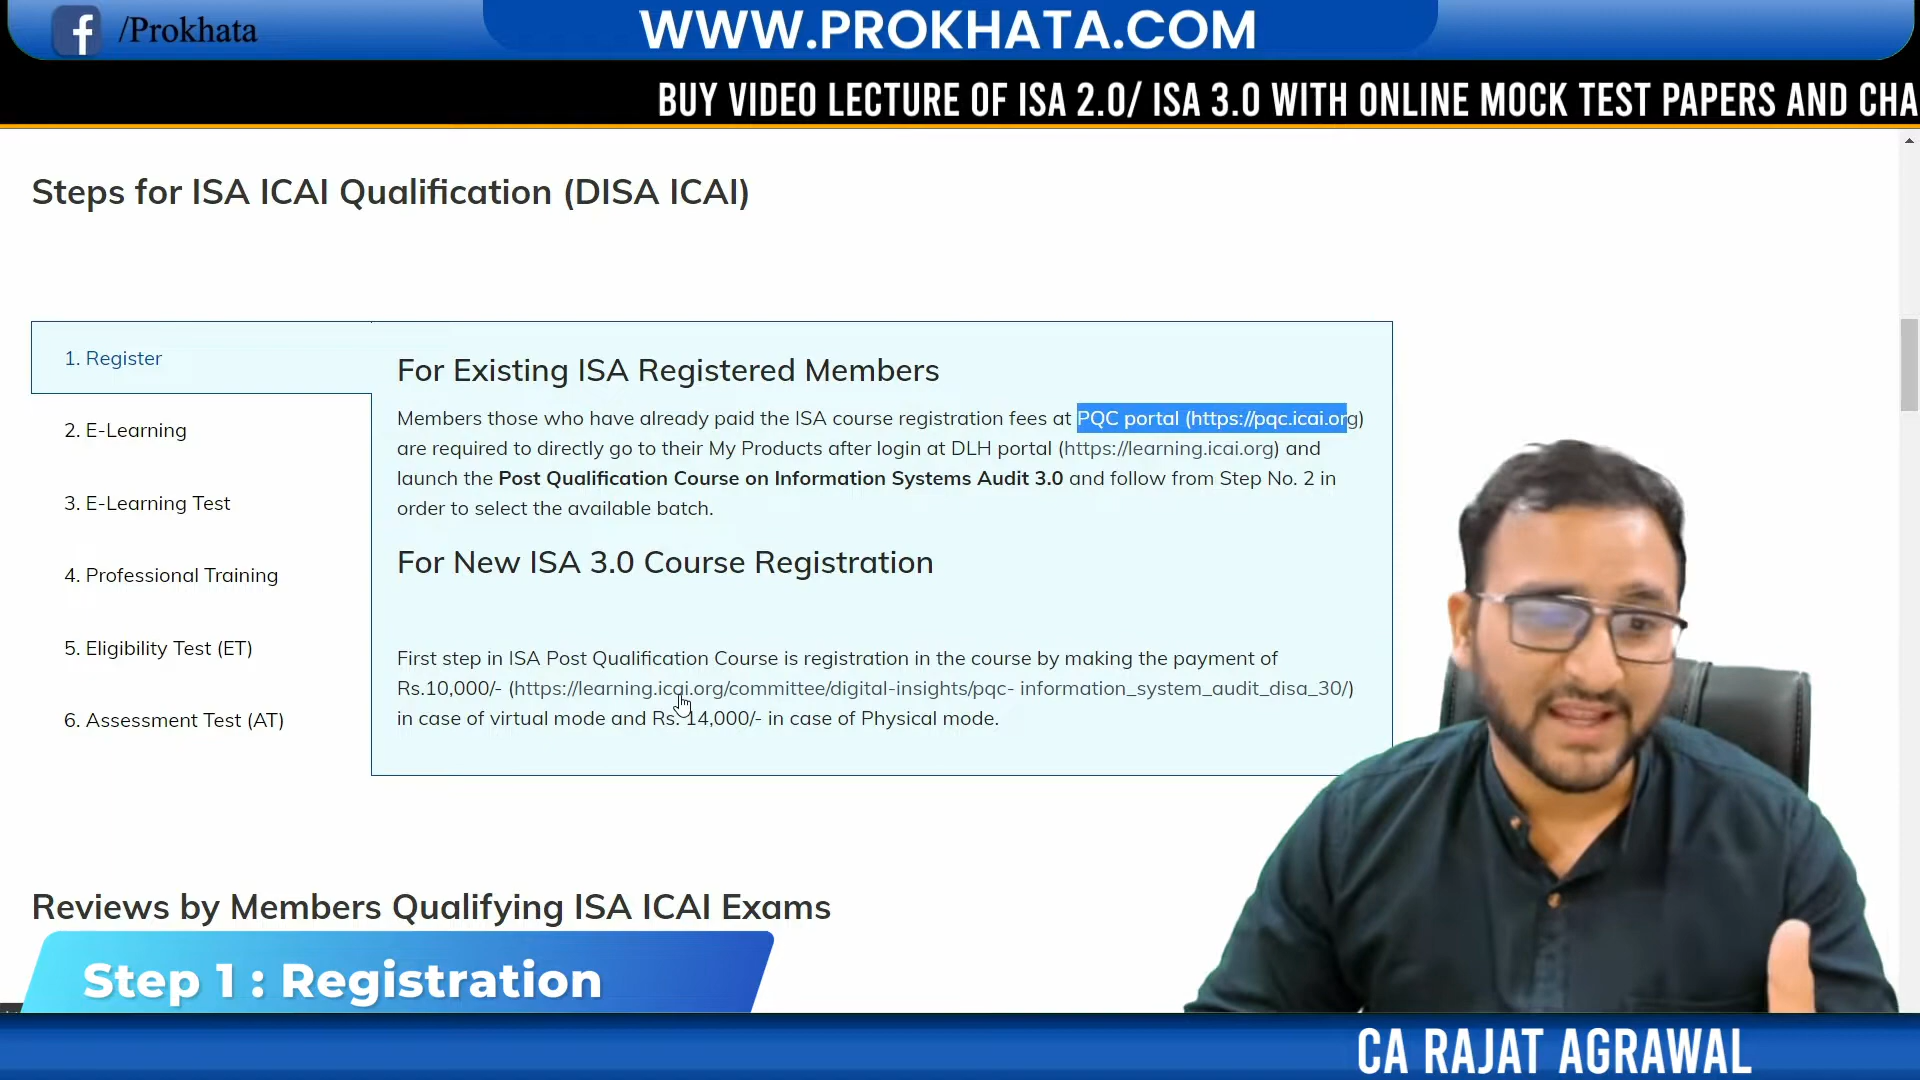 /Prokhata
WWW.PROKHATA.COM
BUY VIDEO LECTURE OF ISA 2.0/ ISA 3.0 WITH ONLINE MOCK TEST PAPERS AND CHA
Steps for ISA ICAI Qualification (DISA ICAI)
1. Register
2. E-Learning
3. E-Learning Test
4. Professional Training
5. Eligibility Test (ET)
6. Assessment Test (AT)
For Existing ISA Registered Members
Members those who have already paid the ISA course registration fees at PQC portal (https://pqc.icai.org)
are required to directly go to their My Products after login at DLH portal (https://learning.icai.org) and
launch the Post Qualification Course on Information Systems Audit 3.0 and follow from Step No. 2 in
order to select the available batch.
For New ISA 3.0 Course Registration
First step in ISA Post Qualification Course is registration in the course by making the payment of
Rs.10,000/- (https://learning.icai.org/committee/digital-insights/pqc- information_system_audit_disa_30/)
in case of virtual mode and Rs. 14,000/- in case of Physical mode.
Reviews by Members Qualifying ISA ICAI Exams
Step 1 : Registration
CA RAJAT AGRAWAL